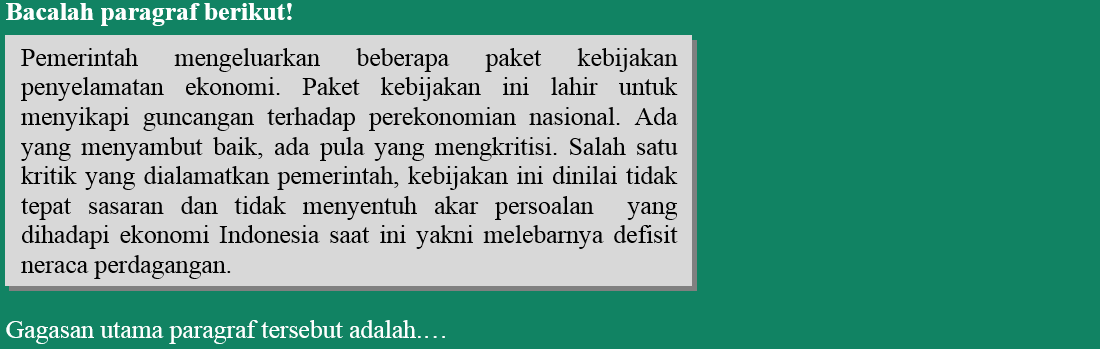 Bacalah paragraf berikut!
Pemerintah mengeluarkan beberapa paket kebijakan
penyelamatan ekonomi. Paket kebijakan ini lahir untuk
menyikapi guncangan terhadap perekonomian nasional. Ada
yang menyambut baik, ada pula yang mengkritisi. Salah satu
kritik yang dialamatkan pemerintah, kebijakan ini dinilai tidak
tepat sasaran dan tidak menyentuh akar persoalan yang
dihadapi ekonomi Indonesia saat ini yakni melebarnya defisit
neraca perdagangan.
Gagasan utama paragraf tersebut adalah....